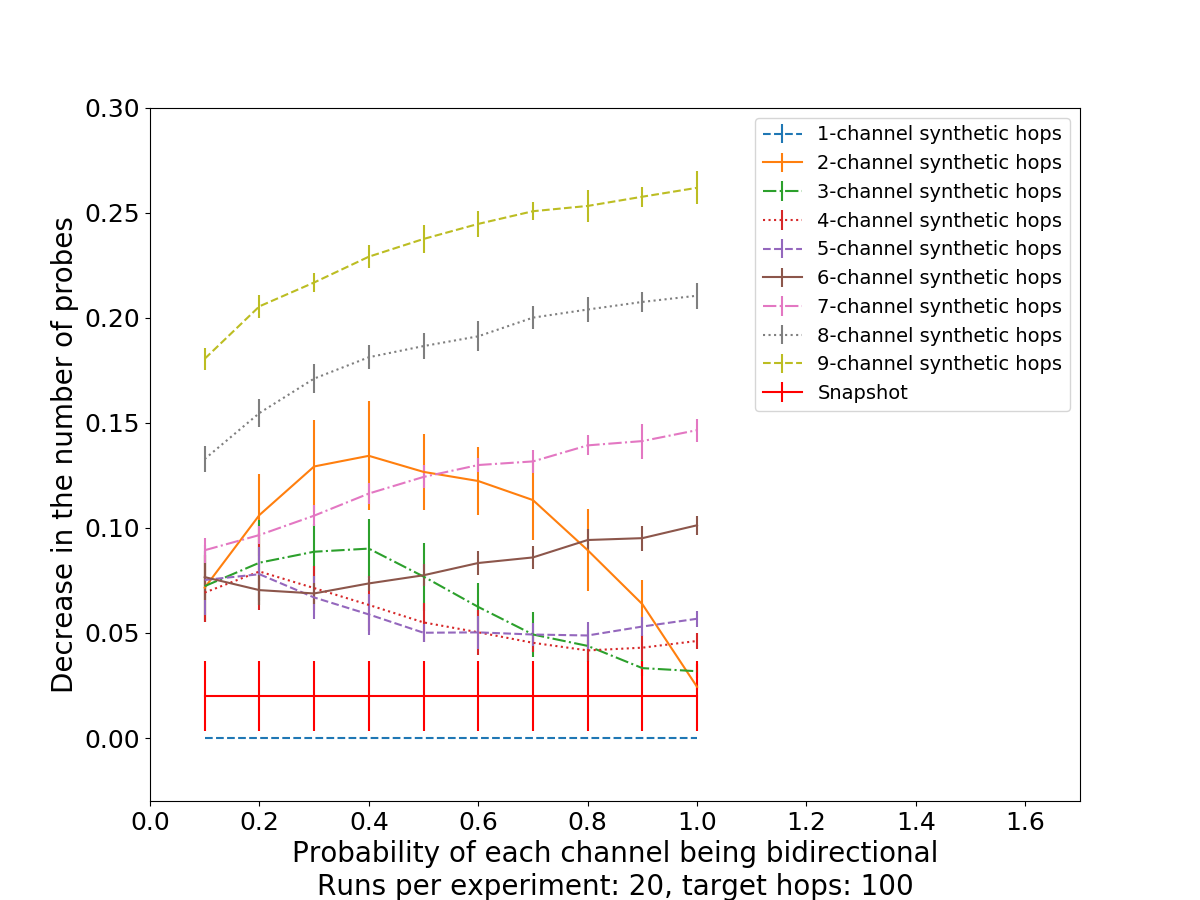 0.30
0.25
0.20
0.15
0.10
0.05
0.00
Decrease in the number of probes
1-channel synthetic hops
2-channel synthetic hops
3-channel synthetic hops
4-channel synthetic hops
5-channel synthetic hops
6-channel synthetic hops
7-channel synthetic hops
8-channel synthetic hops
9-channel synthetic hops
Snapshot
0.0 0.2 0.4 0.6 0.8 1.0 1.2 1.4 1.6
Probability of each channel being bidirectional
Runs per experiment: 20, target hops: 100